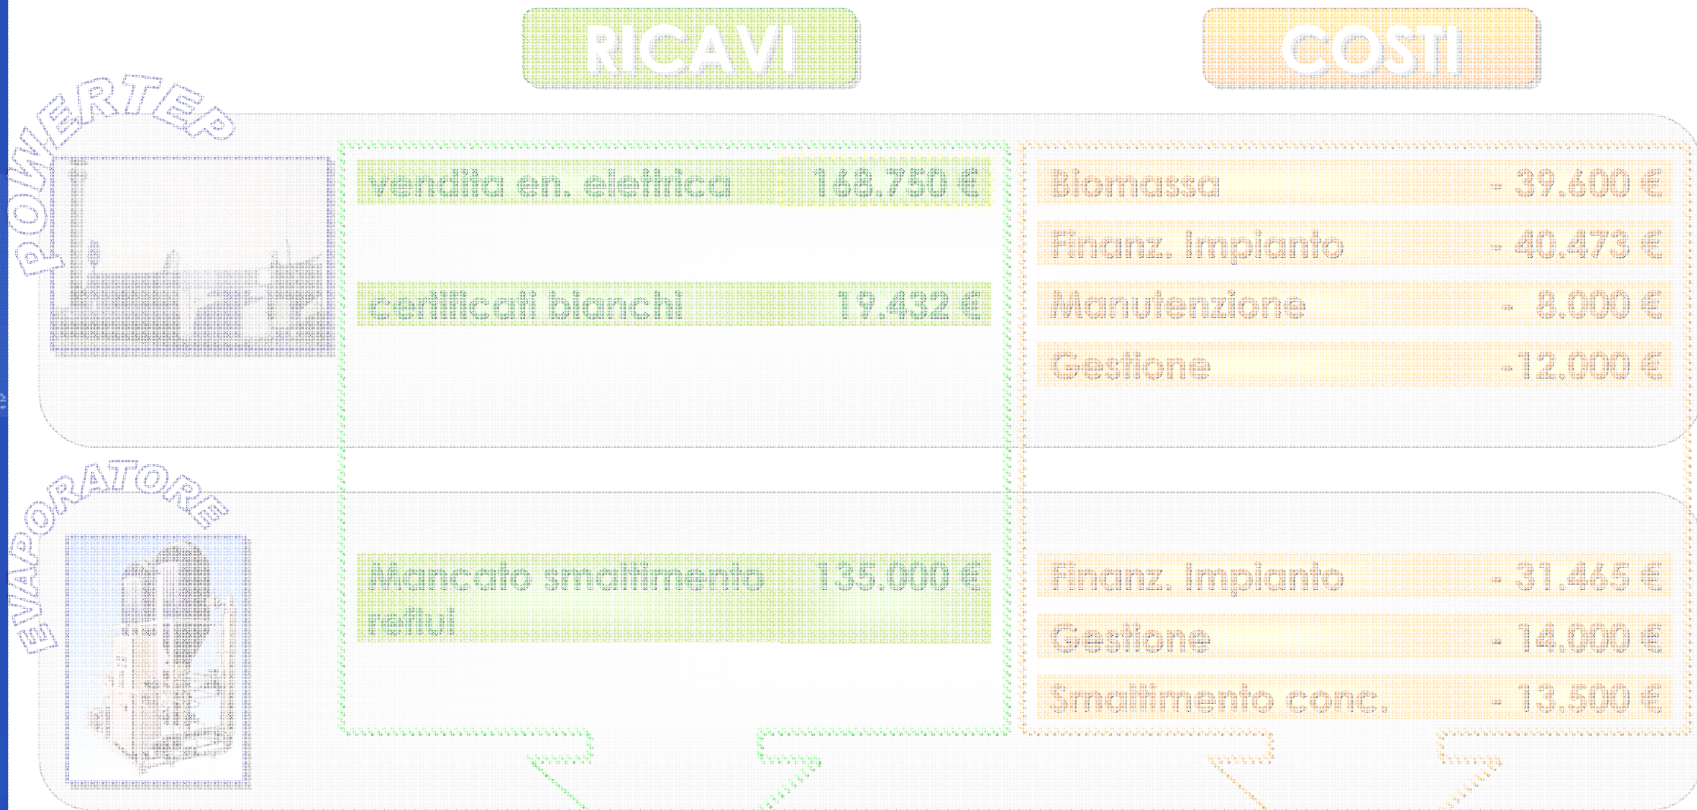 RICAVI COSTI
POWERTEP
vendita en. elettrica 168.750 € Biomassa - 39.600 €
Finanz. Impianto - 40.473 €
certificati bianchi 19.432 € Manutenzione - 8.000 €
Gestione - 12.000 €
EVAPORATORE
Mancato smaltimento 135.000 € Finanz. Impianto - 31.465 €
reflui
Gestione - 14.000 €
Smaltimento conc. - 13.500 €